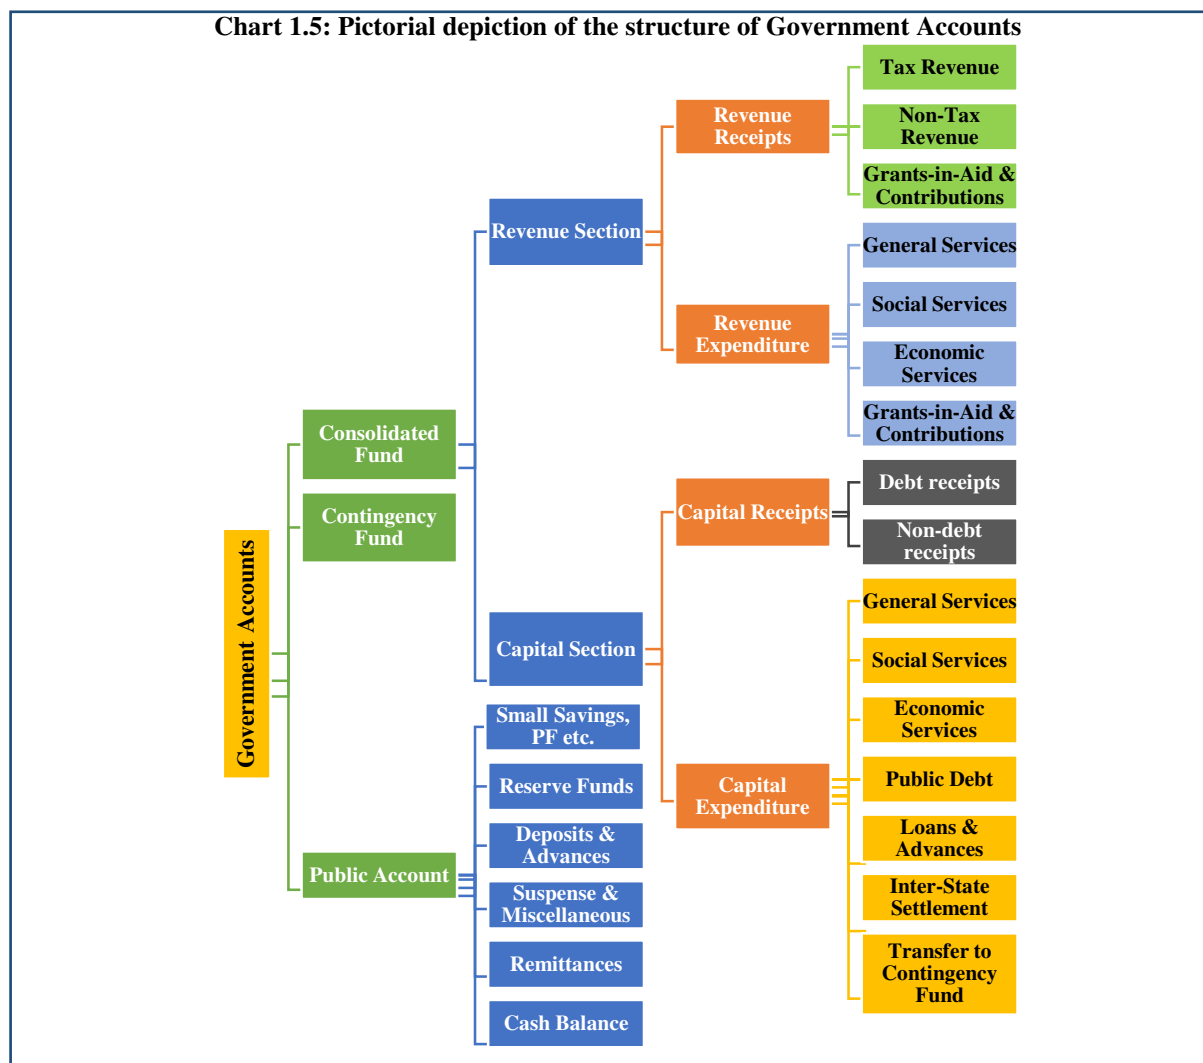 Chart 1.5: Pictorial depiction of the structure of Government Accounts
Government Accounts
Consolidated
Fund
Contingency
Fund
Public Account
Revenue Section
Capital Section
Small Savings,
PF etc.
Reserve Funds
Deposits &
Advances
Suspense &
Miscellaneous
Remittances
Cash Balance
Revenue
Receipts
Revenue
Expenditure
Capital Receipts
Capital
Expenditure
Tax Revenue
Non-Tax
Revenue
Grants-in-Aid &
Contributions
General Services
Social Services
Economic
Services
Grants-in-Aid &
Contributions
Debt receipts
Non-debt
receipts
General Services
Social Services
Economic
Services
Public Debt
Loans &
Advances
Inter-State
Settlement
Transfer to
Contingency
Fund